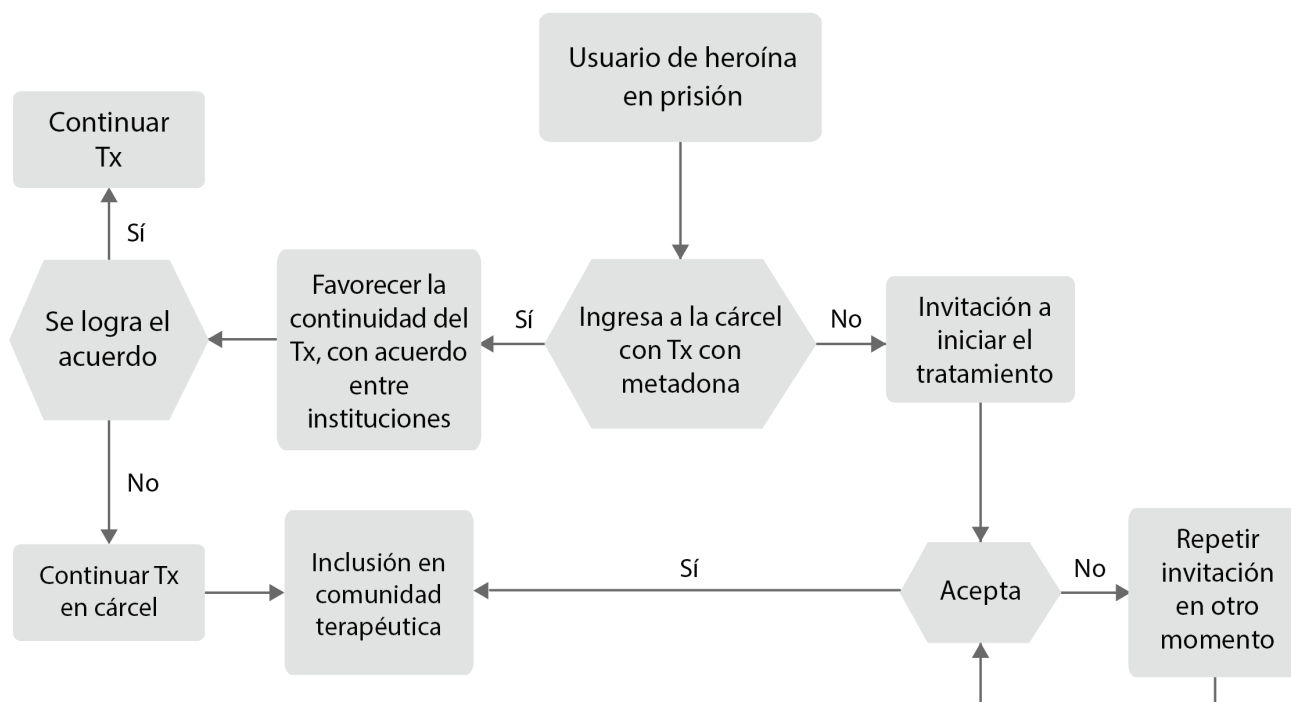 Usuario de heroína
en prisión
Continuar
Tx
Sí
Se logra el
acuerdo
Favorecer la
continuidad del
Tx, con acuerdo
entre
instituciones
Sí
Ingresa a la cárcel
con Tx con
metadona
No
Invitación a
iniciar el
tratamiento
No
Continuar Tx
en cárcel
Inclusión en
comunidad
terapéutica
Sí
Acepta
No
Repetir
invitación
en otro
momento